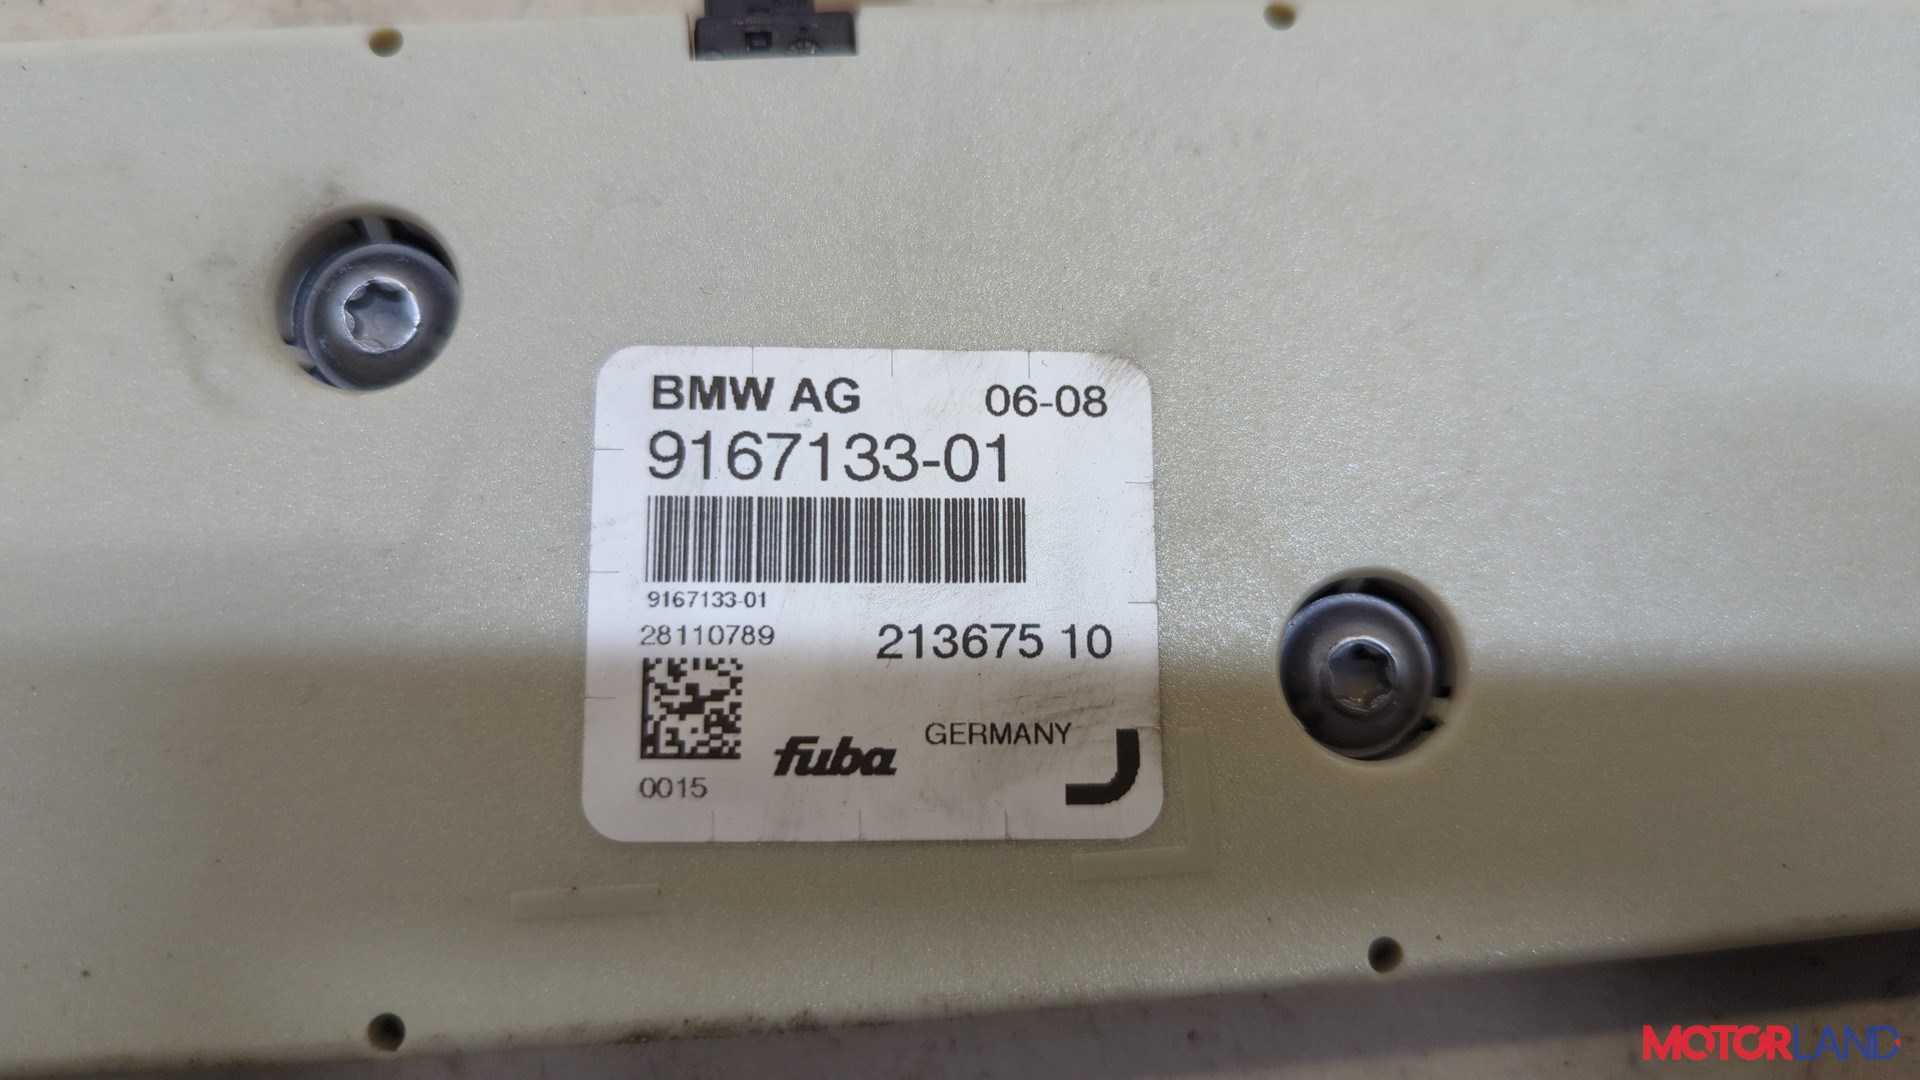 BMW AG 06-08
9167133-01
9167133-01
28110789 213675 10
fuba GERMANY
0015
MOTORLAND